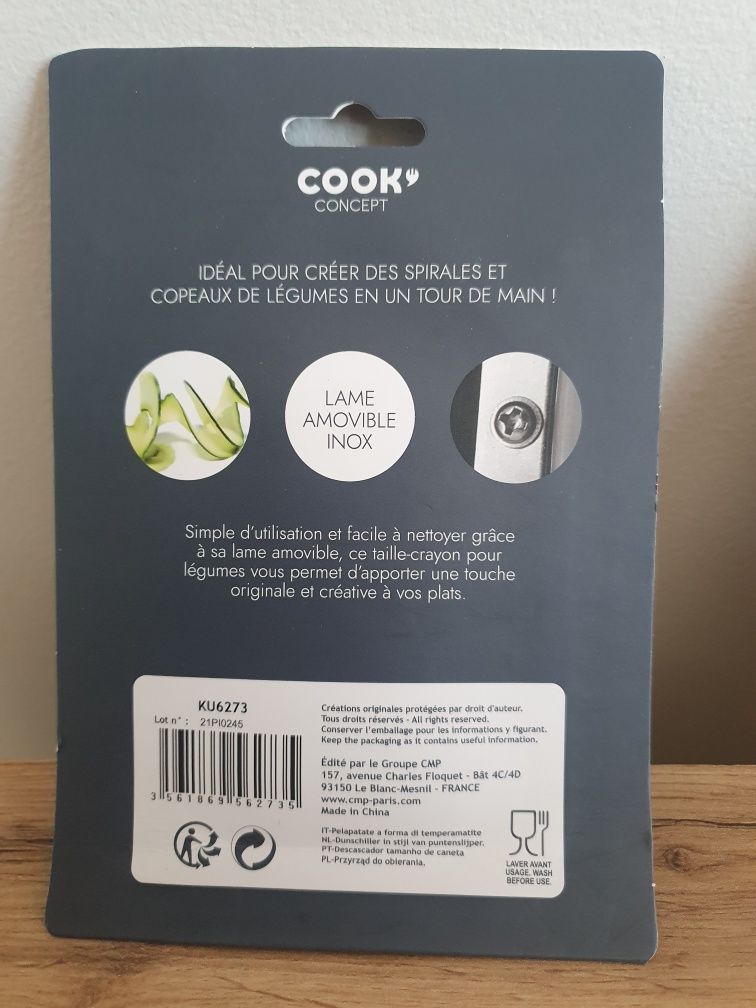 COOK
CONCEPT
IDÉAL POUR CRÉER DES SPIRALES ET
COPEAUX DE LÉGUMES EN UN TOUR DE MAIN !
LAME
AMOVIBLE
INOX
Simple d'utilisation et facile à nettoyer grâce
à sa lame amovible, ce taille-crayon pour
légumes vous permet d'apporter une touche
originale et créative à vos plats.
KU6273
Lot n° : 21PI0245
3 561869 562735
Créations originales protégées par droit d'auteur.
Tous droits réservés - All rights reserved.
Conserver l'emballage pour les informations y figurant.
Keep the packaging as it contains useful information.
Édité par le Groupe CMP
157, avenue Charles Floquet - Bât 4C/4D
93150 Le Blanc-Mesnil - FRANCE
www.cmp-paris.com
Made in China
IT-Pelapatate a forma di temperamatite
NL-Dunschiller in stijl van puntenslijper.
PT-Descascador tamanho de caneta
PL-Przyrząd do obierania.
LAVER AVANT
USAGE. WASH
BEFORE USE.